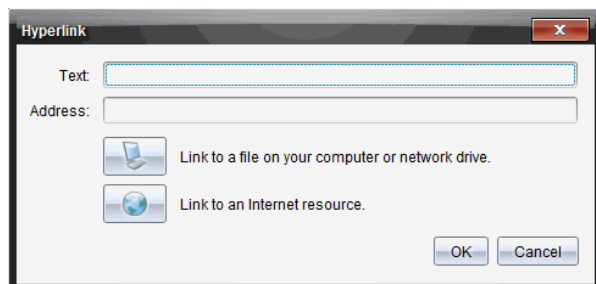 Hyperlink
Text:
Address:
Link to a file on your computer or network drive.
Link to an Internet resource.
OK Cancel